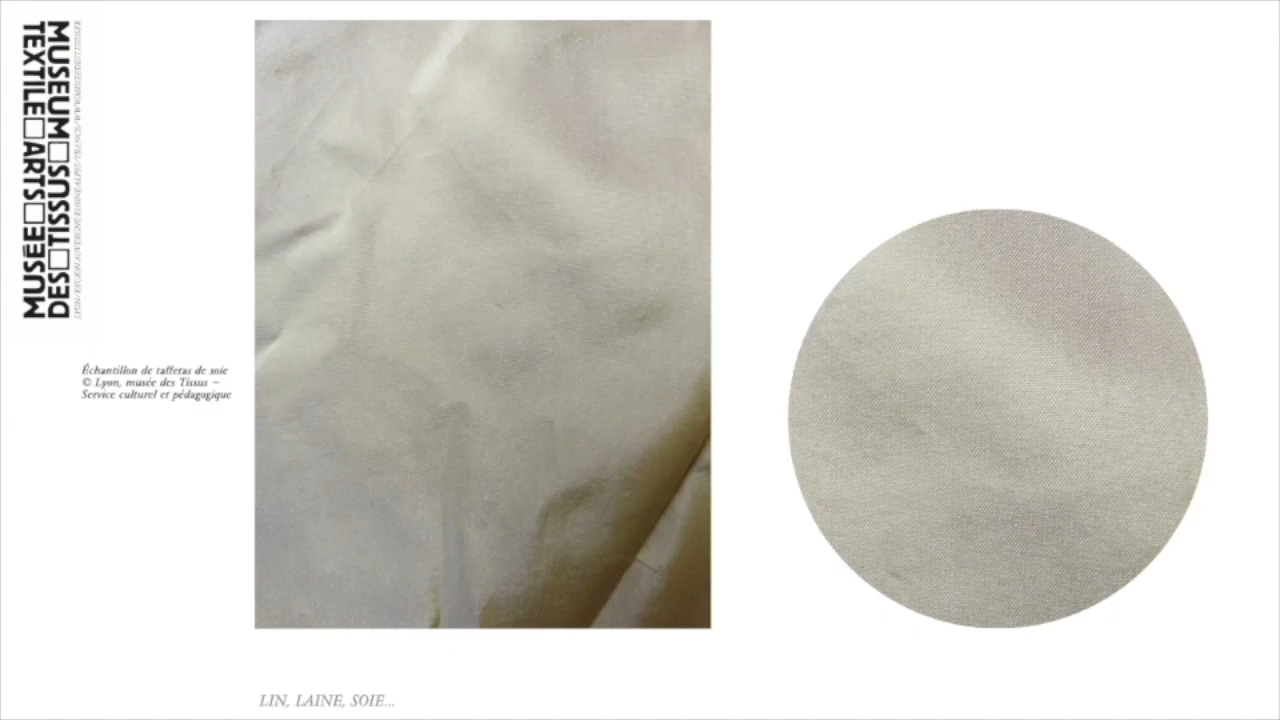 MUSEUM□TISSUS□DES
TEXTILE□ARTS□MUSÉE
Échantillon de taffetas de soie
© Lyon, musée des Tissus –
Service culturel et pédagogique
LIN, LAINE, SOIE...